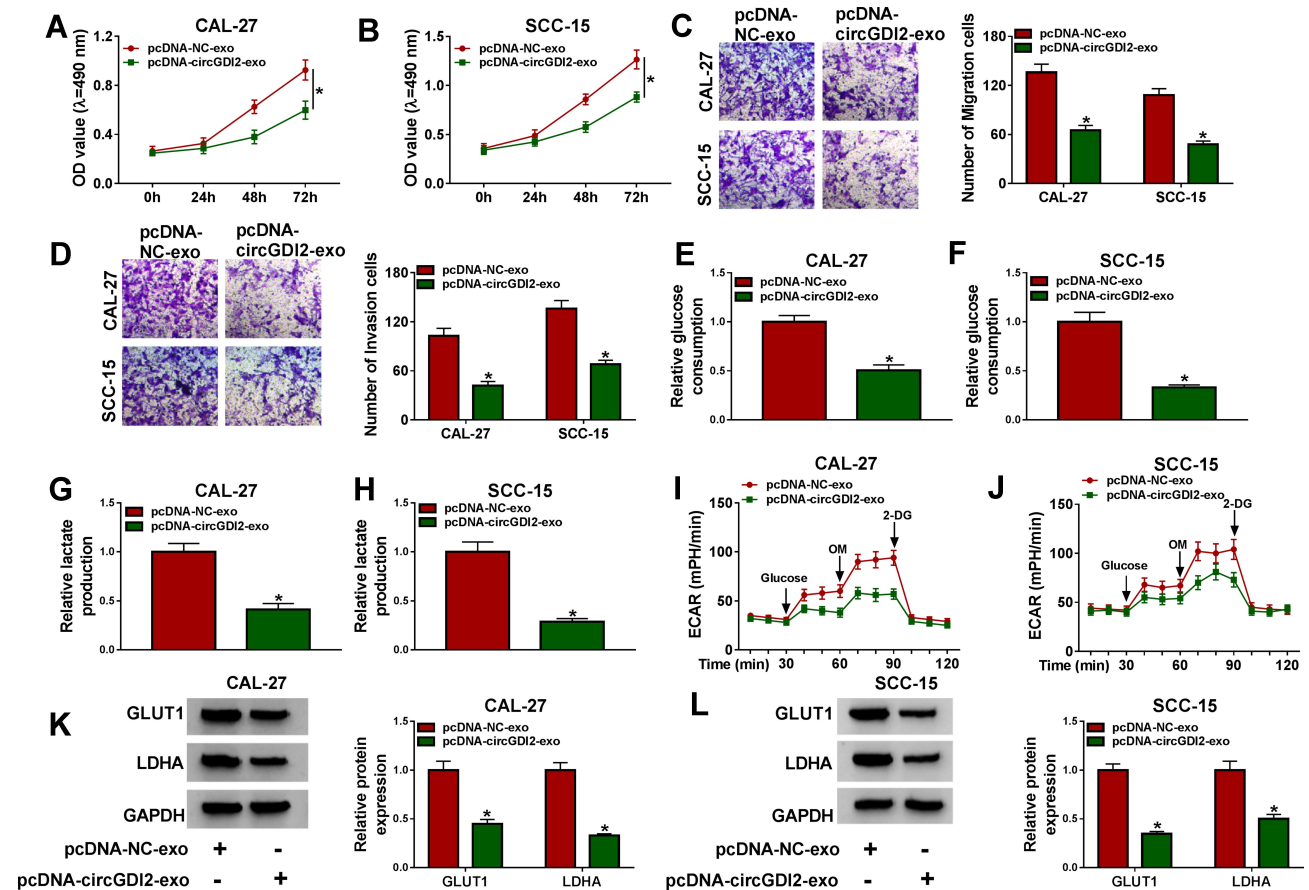 A
CAL-27
OD value (λ=490 nm)
1.2
0.8
0.4
0.0
pcDNA-NC-exo
pcDNA-circGDI2-exo
*
0h 24h 48h 72h
B
SCC-15
OD value (λ=490 nm)
1.5
1.0
0.5
0.0
pcDNA-NC-exo
pcDNA-circGDI2-exo
*
0h 24h 48h 72h
C
pcDNA-
NC-exo
pcDNA-
circGDI2-exo
CAL-27
SCC-15
Number of Migration cells
180
120
60
0
pcDNA-NC-exo
pcDNA-circGDI2-exo
* *
CAL-27 SCC-15
D
pcDNA-
NC-exo
pcDNA-
circGDI2-exo
CAL-27
SCC-15
Number of Invasion cells
180
120
60
0
pcDNA-NC-exo
pcDNA-circGDI2-exo
* *
CAL-27 SCC-15
E
CAL-27
Relative glucose
consumption
1.5
1.0
0.5
0.0
pcDNA-NC-exo
pcDNA-circGDI2-exo
*
F
SCC-15
Relative glucose
consumption
1.5
1.0
0.5
0.0
pcDNA-NC-exo
pcDNA-circGDI2-exo
*
G
CAL-27
Relative lactate
production
1.5
1.0
0.5
0.0
pcDNA-NC-exo
pcDNA-circGDI2-exo
*
H
SCC-15
Relative lactate
production
1.5
1.0
0.5
0.0
pcDNA-NC-exo
pcDNA-circGDI2-exo
*
I
CAL-27
ECAR (mPH/min)
150
100
50
0
pcDNA-NC-exo
pcDNA-circGDI2-exo
Glucose
OM
2-DG
Time (min) 30 60 90 120
J
SCC-15
ECAR (mPH/min)
150
100
50
0
pcDNA-NC-exo
pcDNA-circGDI2-exo
Glucose
OM
2-DG
Time (min) 30 60 90 120
K
CAL-27
GLUT1
LDHA
GAPDH
pcDNA-NC-exo + -
pcDNA-circGDI2-exo - +
CAL-27
Relative protein
expression
1.5
1.0
0.5
0.0
pcDNA-NC-exo
pcDNA-circGDI2-exo
* *
GLUT1 LDHA
L
SCC-15
GLUT1
LDHA
GAPDH
pcDNA-NC-exo + -
pcDNA-circGDI2-exo - +
SCC-15
Relative protein
expression
1.5
1.0
0.5
0.0
pcDNA-NC-exo
pcDNA-circGDI2-exo
* *
GLUT1 LDHA